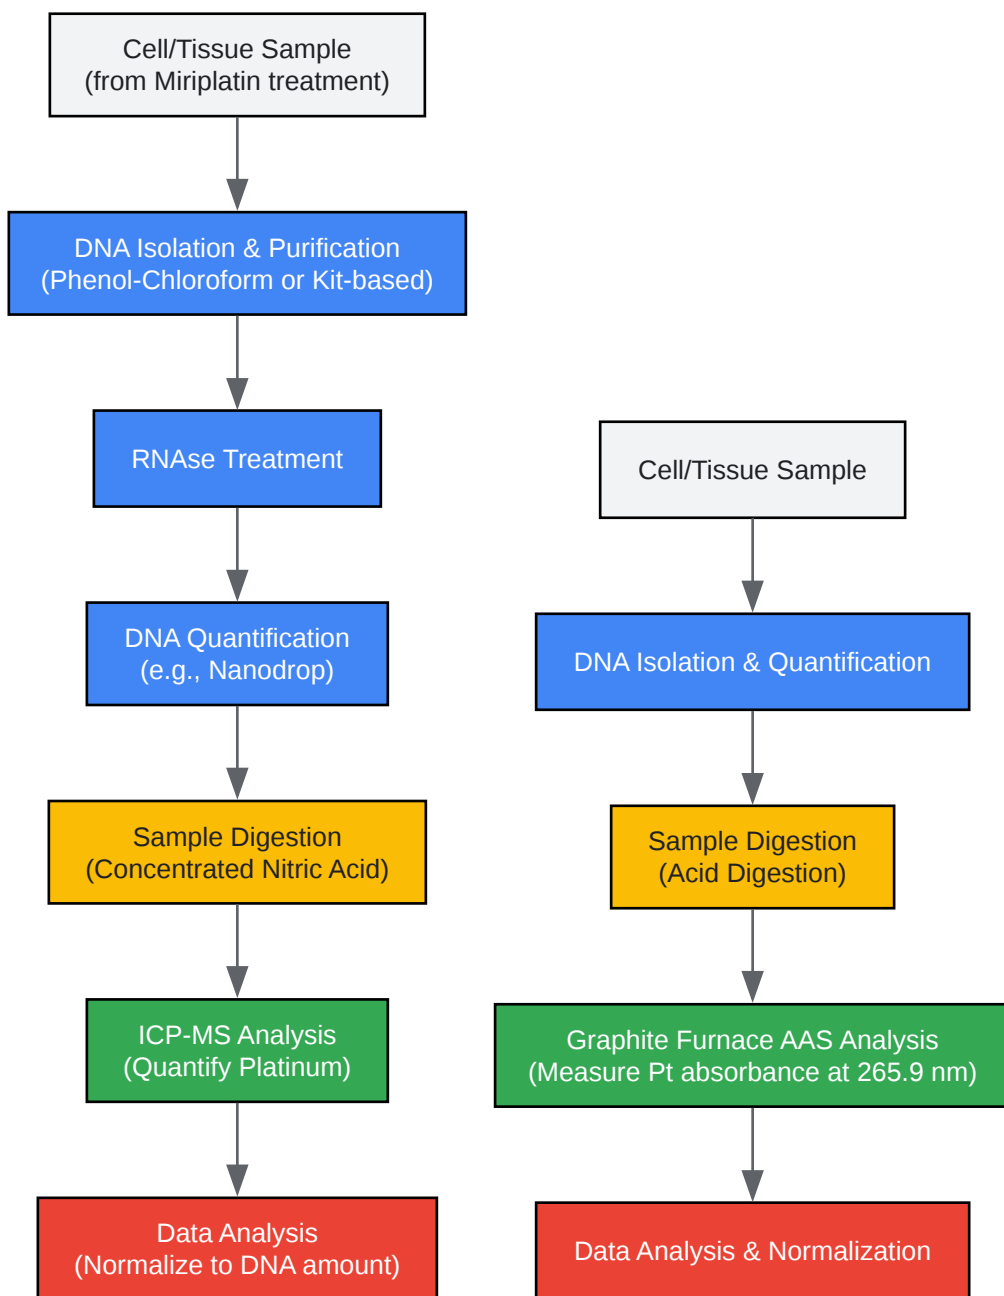 Cell/Tissue Sample
(from Miriplatin treatment)
DNA Isolation & Purification
(Phenol-Chloroform or Kit-based)
RNAse Treatment
DNA Quantification
(e.g., Nanodrop)
Sample Digestion
(Concentrated Nitric Acid)
ICP-MS Analysis
(Quantify Platinum)
Data Analysis
(Normalize to DNA amount)
Cell/Tissue Sample
DNA Isolation & Quantification
Sample Digestion
(Acid Digestion)
Graphite Furnace AAS Analysis
(Measure Pt absorbance at 265.9 nm)
Data Analysis & Normalization